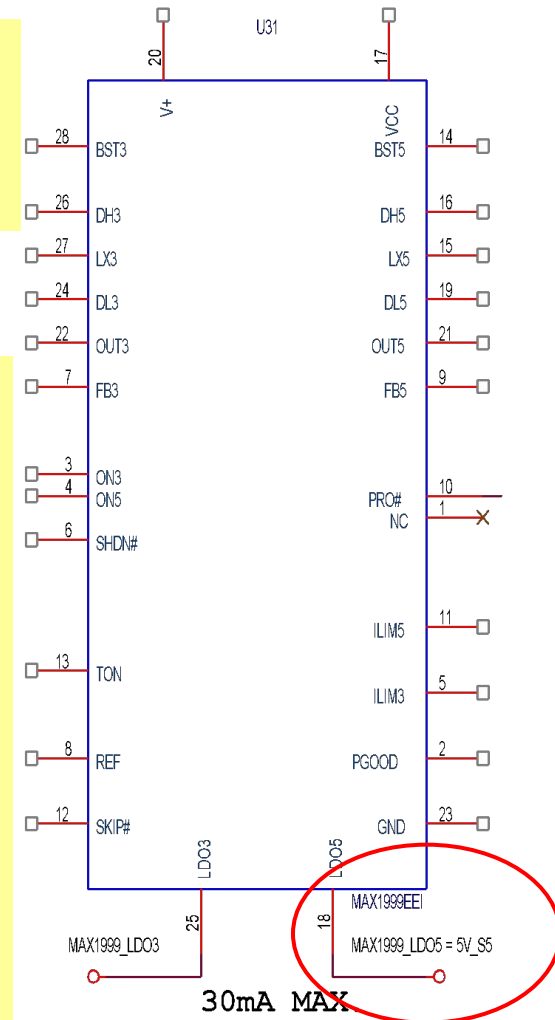 U31
20
17
V+
VCC
28 BST3
BST5 14
26 DH3
DH5 16
27 LX3
LX5 15
24 DL3
DL5 19
22 OUT3
OUT5 21
7 FB3
FB5 9
3 ON3
4 ON5
PRO# 10
NC 1
6 SHDN#
ILIM5 11
13 TON
ILIM3 5
8 REF
PGOOD 2
12 SKIP#
GND 23
LDO3
LDO5
MAX1999EEI
25
18
MAX1999_LDO3
MAX1999_LDO5 = 5V_S5
30mA MAX.